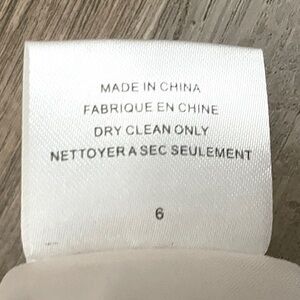 MADE IN CHINA
FABRIQUE EN CHINE
DRY CLEAN ONLY
NETTOYER A SEC SEULEMENT
6